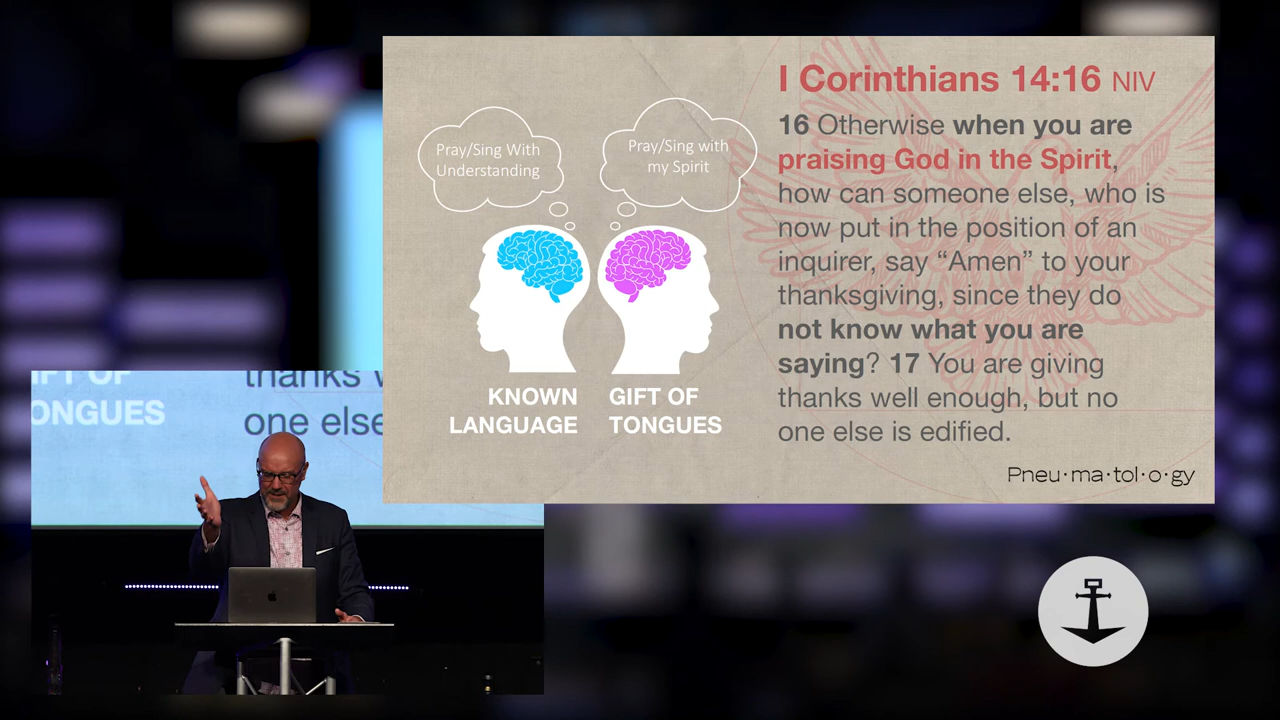 I Corinthians 14:16 NIV
16 Otherwise when you are
praising God in the Spirit,
how can someone else, who is
now put in the position of an
inquirer, say “Amen” to your
thanksgiving, since they do
not know what you are
saying? 17 You are giving
thanks well enough, but no
one else is edified.
Pneu·ma·tol·o·gy
Pray/Sing With
Understanding
Pray/Sing with
my Spirit
KNOWN
LANGUAGE
GIFT OF
TONGUES
thanks
one else